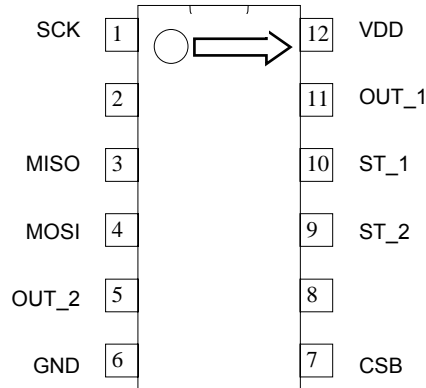 SCK 1 12 VDD
2 11 OUT_1
MISO 3 10 ST_1
MOSI 4 9 ST_2
OUT_2 5 8
GND 6 7 CSB